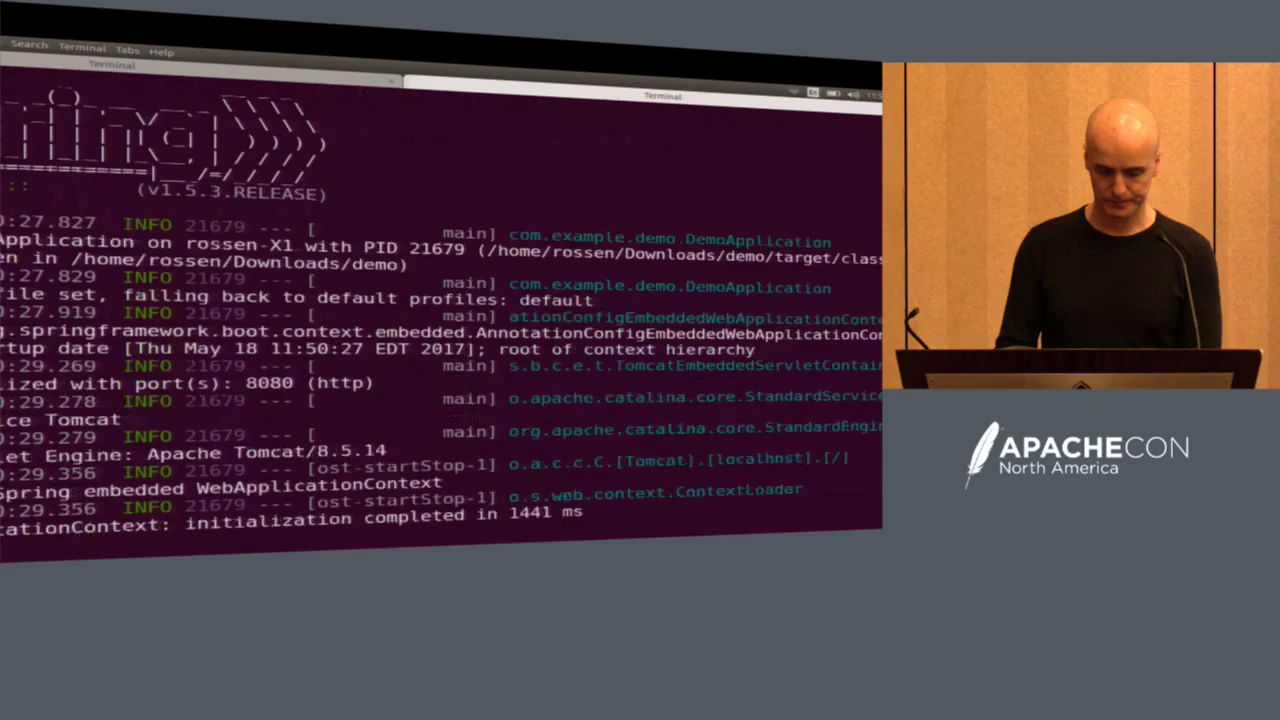 Search Terminal Tabs Help
Terminal
Terminal
(v1.5.3.RELEASE)
0:27.827 INFO 21679 --- [ main] com.example.demo.DemoApplication
Application on rossen-X1 with PID 21679 (/home/rossen/Downloads/demo/target/class
en in /home/rossen/Downloads/demo)
0:27.829 INFO 21679 --- [ main] com.example.demo.DemoApplication
file set, falling back to default profiles: default
0:27.919 INFO 21679 --- [ main] ationConfigEmbeddedWebApplicationConte
g.springframework.boot.context.embedded.AnnotationConfigEmbeddedWebApplicationCon
rtup date [Thu May 18 11:50:27 EDT 2017]; root of context hierarchy
0:29.269 INFO 21679 --- [ main] s.b.c.e.t.TomcatEmbeddedServletContain
lized with port(s): 8080 (http)
0:29.278 INFO 21679 --- [ main] o.apache.catalina.core.StandardService
ice Tomcat
0:29.279 INFO 21679 --- [ main] org.apache.catalina.core.StandardEngin
let Engine: Apache Tomcat/8.5.14
0:29.356 INFO 21679 --- [ost-startStop-1] o.a.c.c.C.[Tomcat].[localhost].[/]
Spring embedded WebApplicationContext
0:29.356 INFO 21679 --- [ost-startStop-1] o.s.web.context.ContextLoader
cationContext: initialization completed in 1441 ms
APACHECON
North America